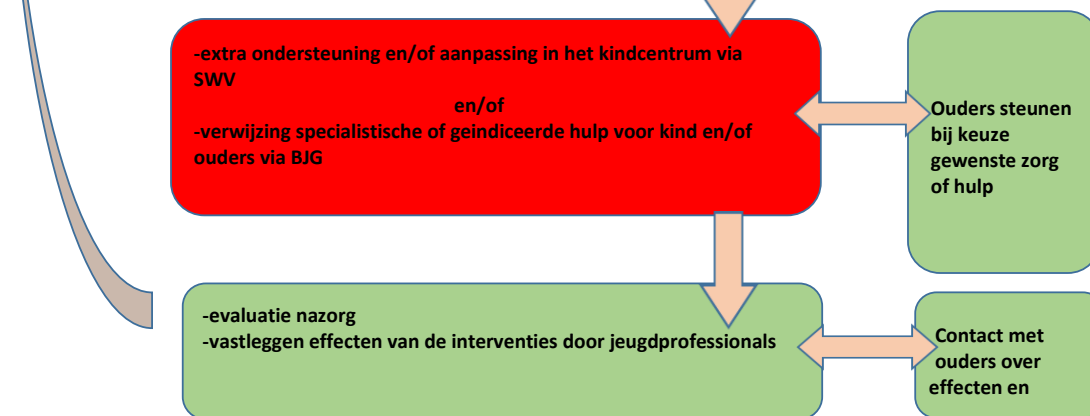 -extra ondersteuning en/of aanpassing in het kindcentrum via
SWV
en/of
-verwijzing specialistische of geindiceerde hulp voor kind en/of
ouders via BJG
Ouders steunen
bij keuze
gewenste zorg
of hulp
-evaluatie nazorg
-vastleggen effecten van de interventies door jeugdprofessionals
Contact met
ouders over
effecten en